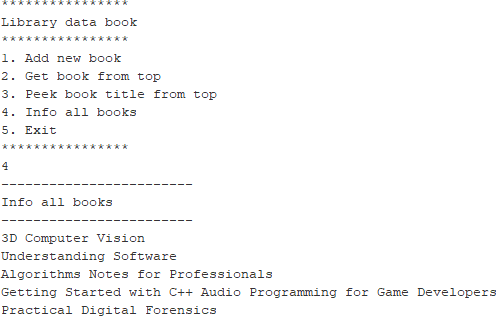 ****************
Library data book
****************
1. Add new book
2. Get book from top
3. Peek book title from top
4. Info all books
5. Exit
****************
4
------------------------
Info all books
------------------------
3D Computer Vision
Understanding Software
Algorithms Notes for Professionals
Getting Started with C++ Audio Programming for Game Developers
Practical Digital Forensics